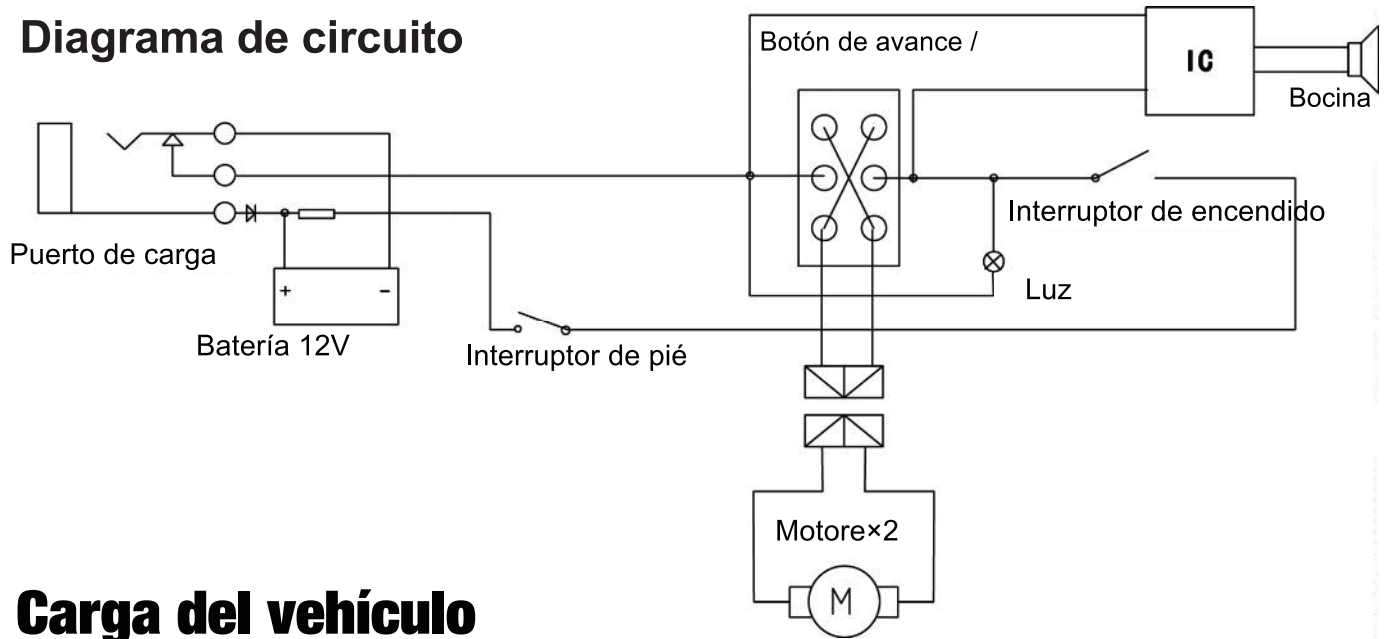 Diagrama de circuito
Botón de avance /
IC
Bocina
Interruptor de encendido
Puerto de carga
+ -
Luz
Batería 12V
Interruptor de pié
Motore×2
M
Carga del vehículo